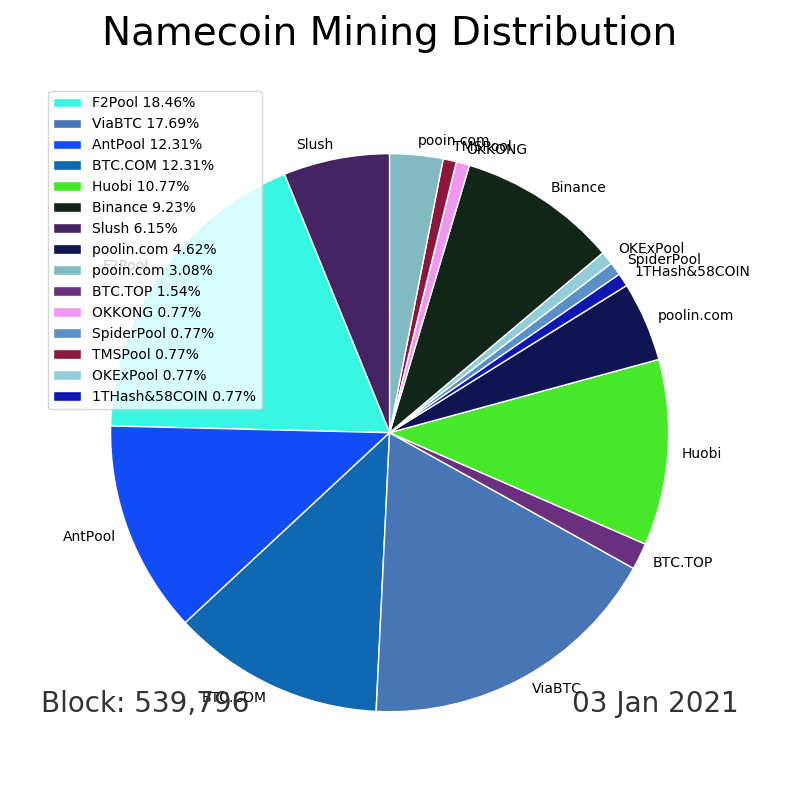 Namecoin Mining Distribution
F2Pool 18.46%
ViaBTC 17.69%
AntPool 12.31%
BTC.COM 12.31%
Huobi 10.77%
Binance 9.23%
Slush 6.15%
poolin.com 4.62%
pooin.com 3.08%
BTC.TOP 1.54%
OKKONG 0.77%
SpiderPool 0.77%
TMSPool 0.77%
OKExPool 0.77%
1THash&58COIN 0.77%
Slush
pooin.com
TMSPool
OKKONG
Binance
OKExPool
SpiderPool
1THash&58COIN
poolin.com
F2Pool
Huobi
AntPool
BTC.TOP
ViaBTC
BTC.COM
Block: 539,796
03 Jan 2021